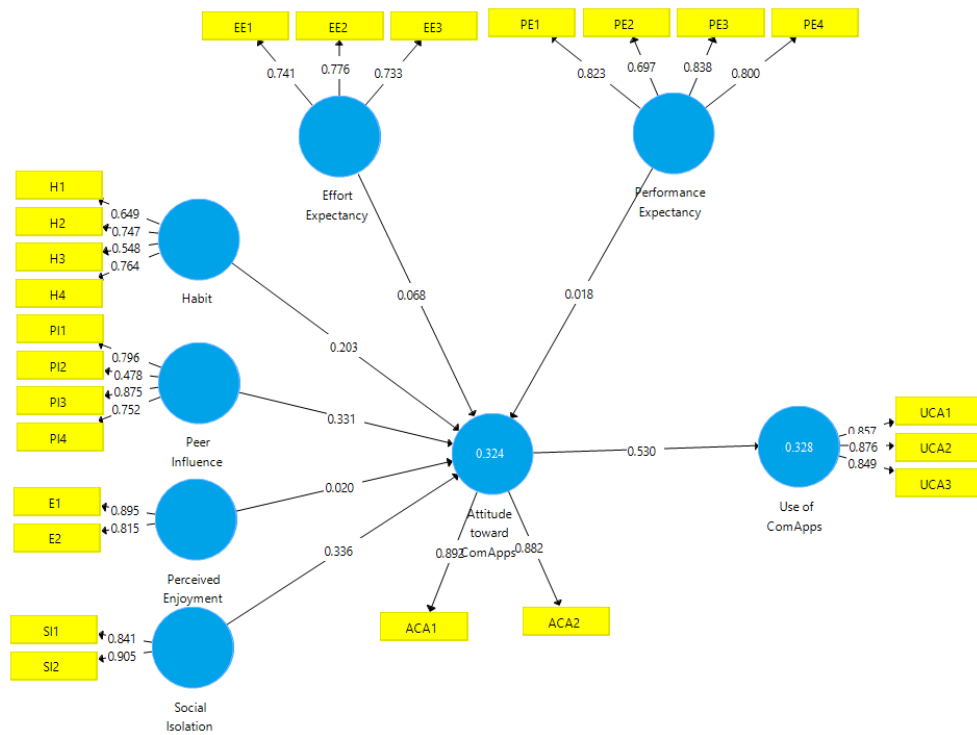 EE1
EE2
EE3
PE1
PE2
PE3
PE4
0.741
0.776
0.733
0.823
0.697
0.838
0.800
Effort
Expectancy
Performance
Expectancy
H1
H2
H3
H4
0.649
0.747
0.548
0.764
Habit
0.068
0.018
0.203
PI1
PI2
PI3
PI4
0.796
0.478
0.875
0.752
Peer
Influence
0.331
E1
E2
0.895
0.815
Perceived
Enjoyment
0.020
SI1
SI2
0.841
0.905
Social
Isolation
0.336
0.324
Attitude
toward
ComApps
0.892
0.882
ACA1
ACA2
0.530
0.328
Use of
ComApps
0.857
0.876
0.849
UCA1
UCA2
UCA3